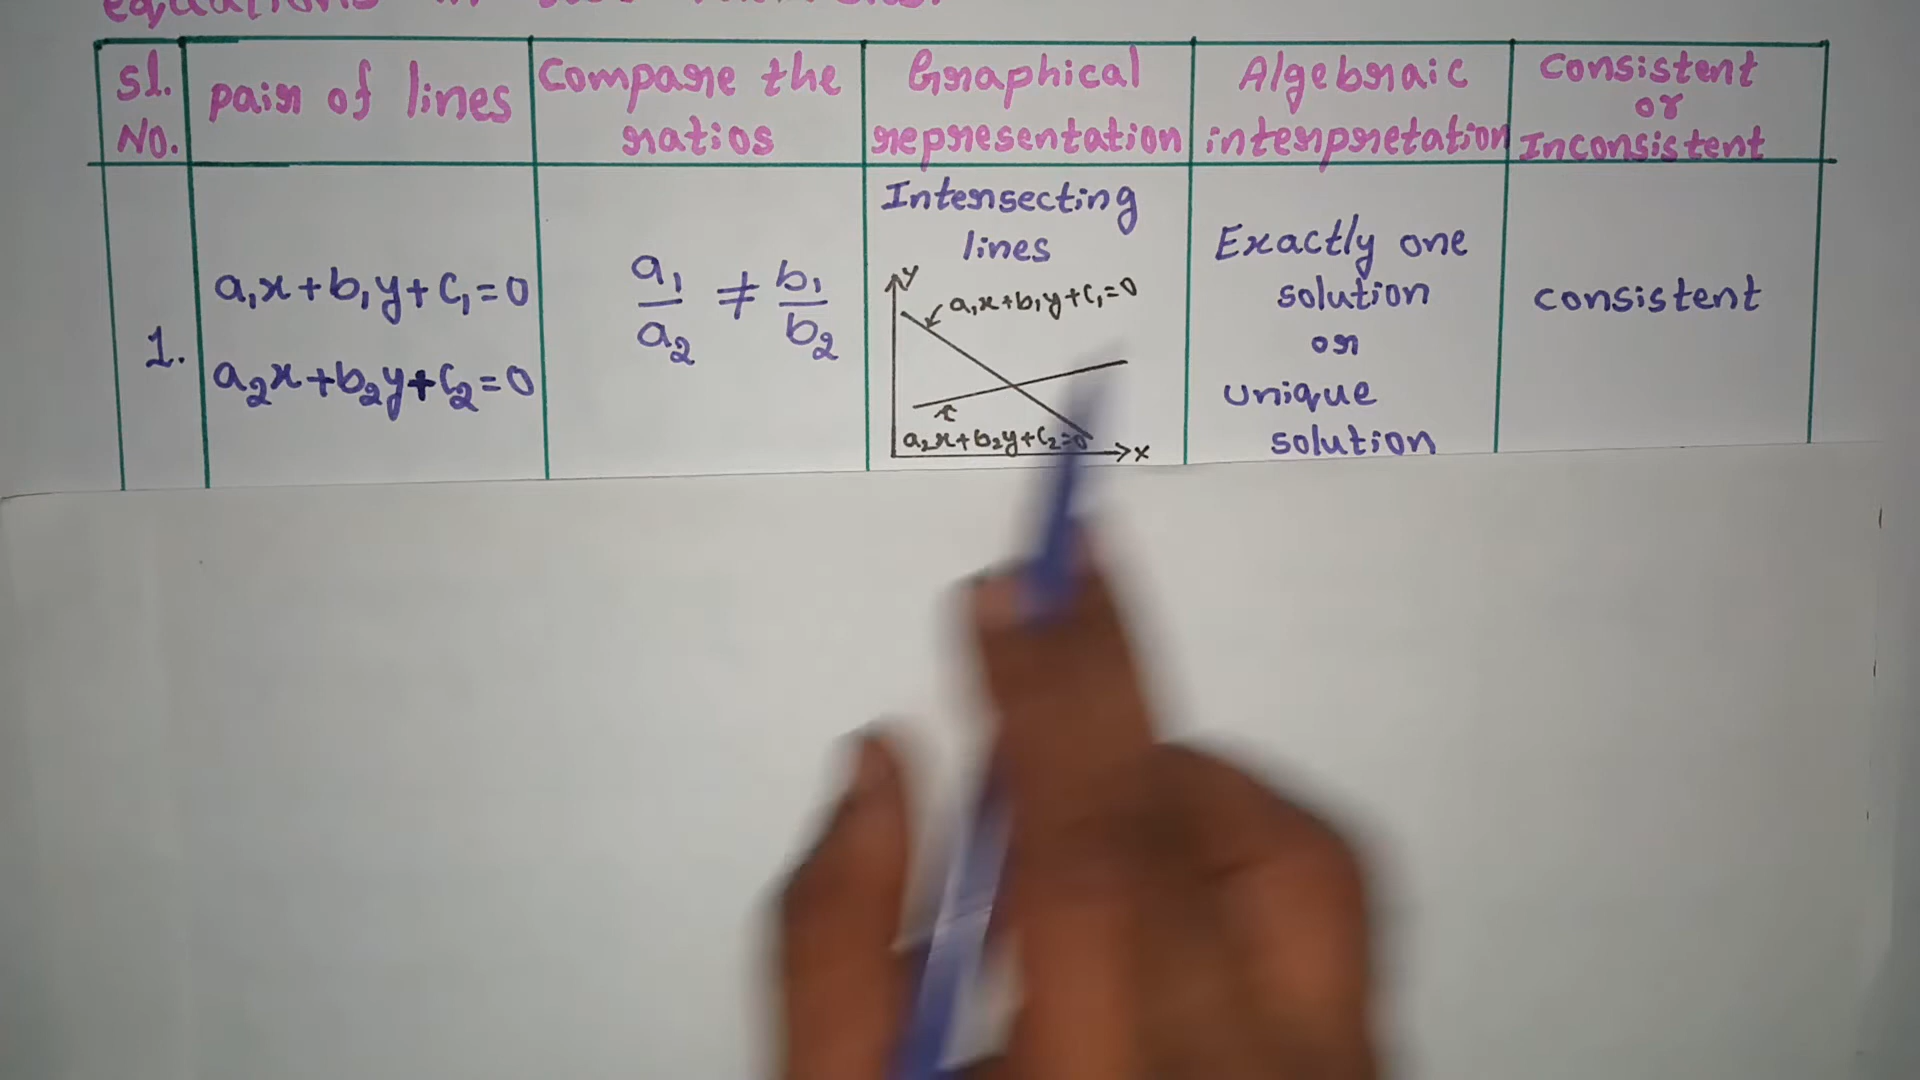 Sl. No.
pair of lines
Compare the ratios
Graphical representation
Algebraic interpretation
Consistent or Inconsistent
1.
a₁x+b₁y+c₁=0
a₂x+b₂y+c₂=0
a₁/a₂ ≠ b₁/b₂
Intersecting
lines
y
a₁x+b₁y+c₁=0
a₂x+b₂y+c₂=0
x
Exactly one
solution
or
unique
solution
consistent